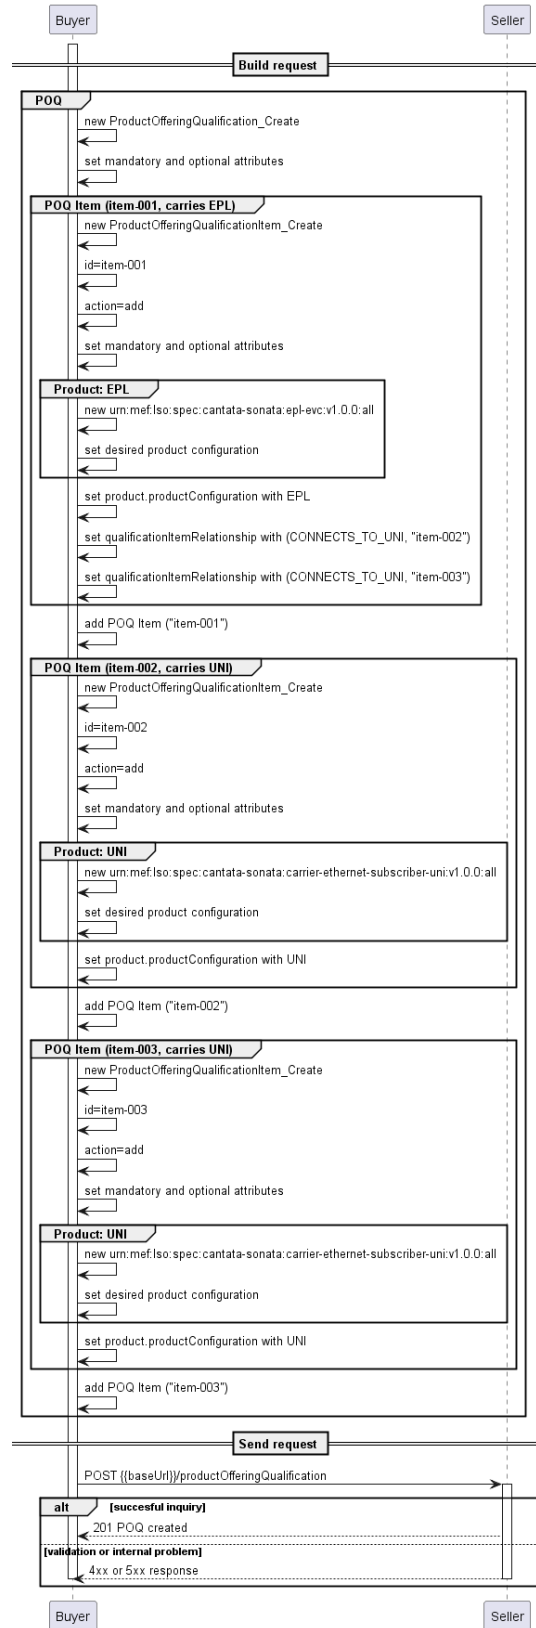 Buyer
Seller
Build request
POQ
new ProductOfferingQualification_Create
set mandatory and optional attributes
POQ Item (item-001, carries EPL)
new ProductOfferingQualificationItem_Create
id=item-001
action=add
set mandatory and optional attributes
Product: EPL
new urn:mef:lso:spec:cantata-sonata:epl-evc:v1.0.0:all
set desired product configuration
set product.productConfiguration with EPL
set qualificationItemRelationship with (CONNECTS_TO_UNI, "item-002")
set qualificationItemRelationship with (CONNECTS_TO_UNI, "item-003")
add POQ Item ("item-001")
POQ Item (item-002, carries UNI)
new ProductOfferingQualificationItem_Create
id=item-002
action=add
set mandatory and optional attributes
Product: UNI
new urn:mef:lso:spec:cantata-sonata:carrier-ethernet-subscriber-uni:v1.0.0:all
set desired product configuration
set product.productConfiguration with UNI
add POQ Item ("item-002")
POQ Item (item-003, carries UNI)
new ProductOfferingQualificationItem_Create
id=item-003
action=add
set mandatory and optional attributes
Product: UNI
new urn:mef:lso:spec:cantata-sonata:carrier-ethernet-subscriber-uni:v1.0.0:all
set desired product configuration
set product.productConfiguration with UNI
add POQ Item ("item-003")
Send request
POST {{baseUrl}}/productOfferingQualification
alt [succesful inquiry]
201 POQ created
[validation or internal problem]
4xx or 5xx response
Buyer
Seller